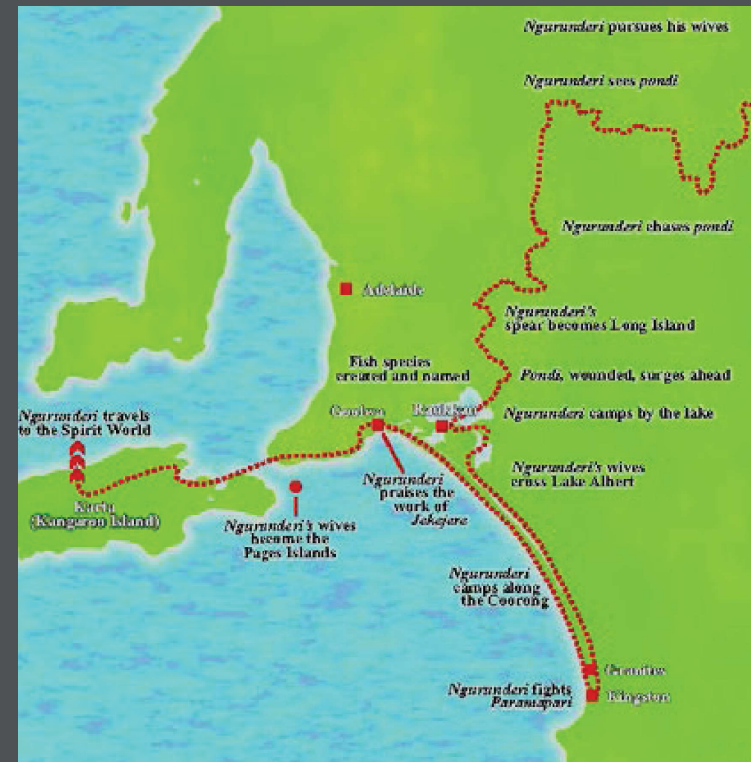 Ngurunderi pursues his wives
Ngurunderi sees pondi
Ngurunderi chases pondi
Adelaide
Ngurunderi's
spear becomes Long Island
Fish species
created and named
Pondi, wounded, surges ahead
Goolwa
Raukkan
Ngurunderi camps by the lake
Ngurunderi travels
to the Spirit World
Ngurunderi's wives
cross Lake Albert
Ngurunderi
praises the
work of
Jekejere
Karta
(Kangaroo Island)
Ngurunderi's wives
become the
Pages Islands
Ngurunderi
camps along
the Coorong
Granites
Ngurunderi fights
Paramapari
Kingston